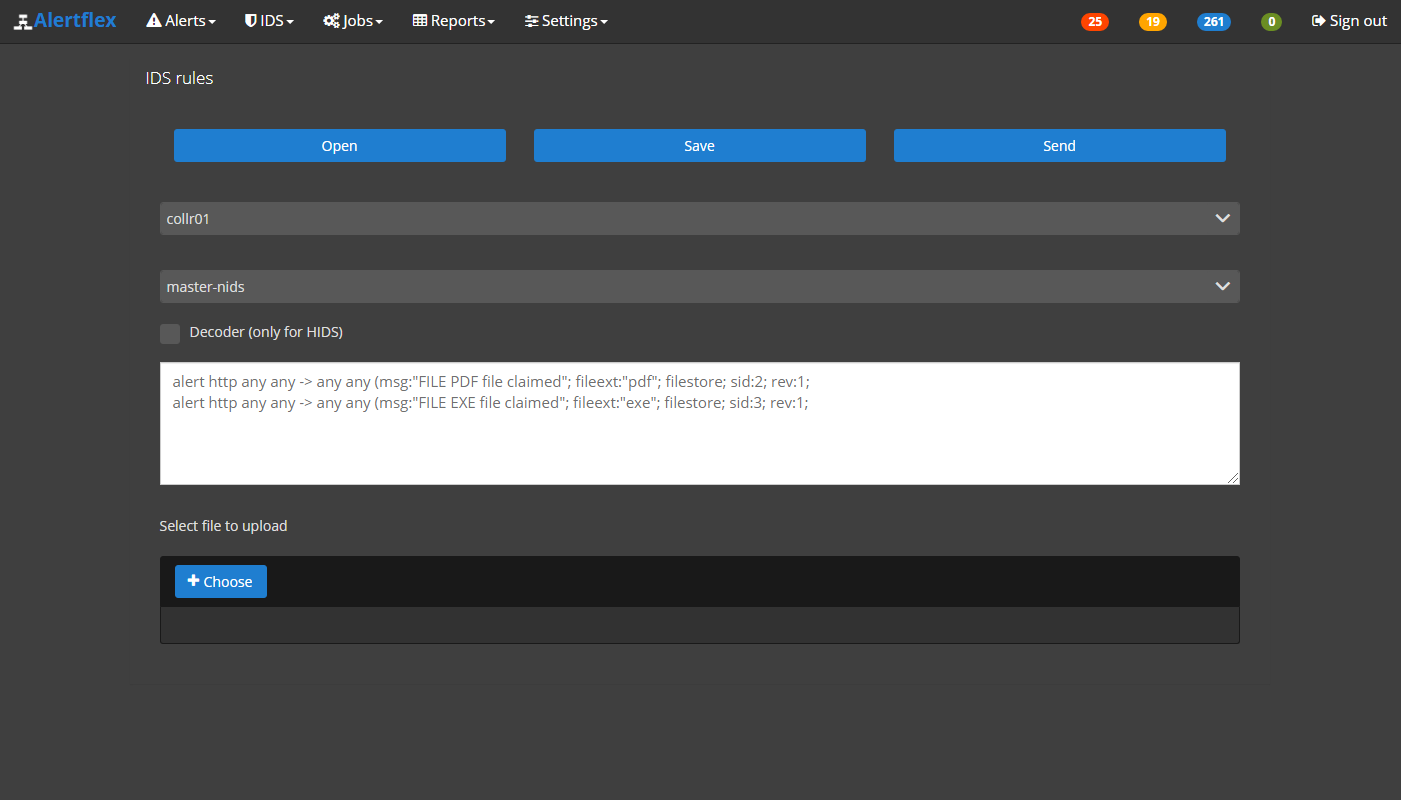 Alertflex Alerts IDS Jobs Reports Settings 25 19 261 0 Sign out
IDS rules
Open Save Send
collr01
master-nids
Decoder (only for HIDS)
alert http any any -> any any (msg:"FILE PDF file claimed"; fileext:"pdf"; filestore; sid:2; rev:1;
alert http any any -> any any (msg:"FILE EXE file claimed"; fileext:"exe"; filestore; sid:3; rev:1;
Select file to upload
Choose